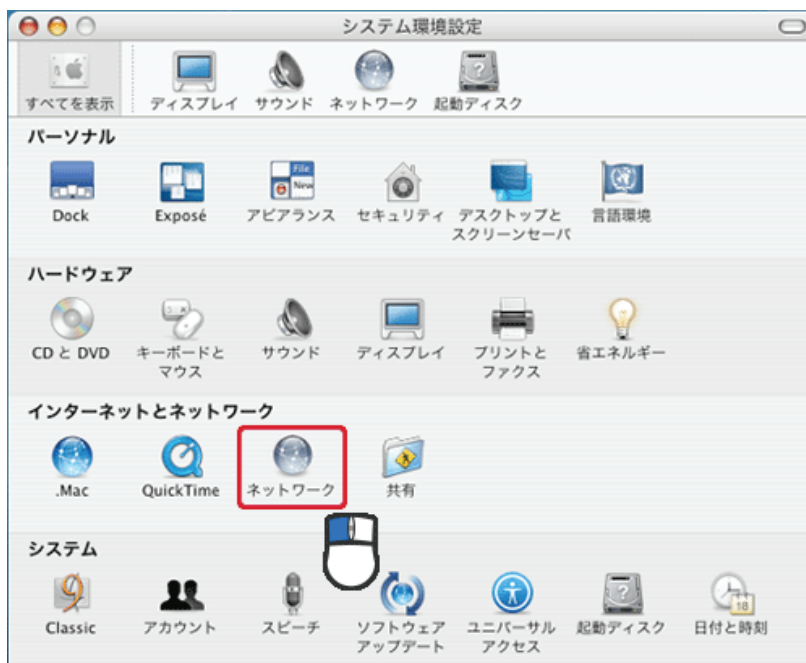 システム環境設定
すべてを表示 ディスプレイ サウンド ネットワーク 起動ディスク
パーソナル
File
New
Dock Exposé アピアランス セキュリティ デスクトップと 言語環境
スクリーンセーバ
ハードウェア
CD と DVD キーボードと サウンド ディスプレイ プリントと 省エネルギー
マウス ファクス
インターネットとネットワーク
.Mac QuickTime ネットワーク 共有
システム
18
Classic アカウント スピーチ ソフトウェア ユニバーサル 起動ディスク 日付と時刻
アップデート アクセス